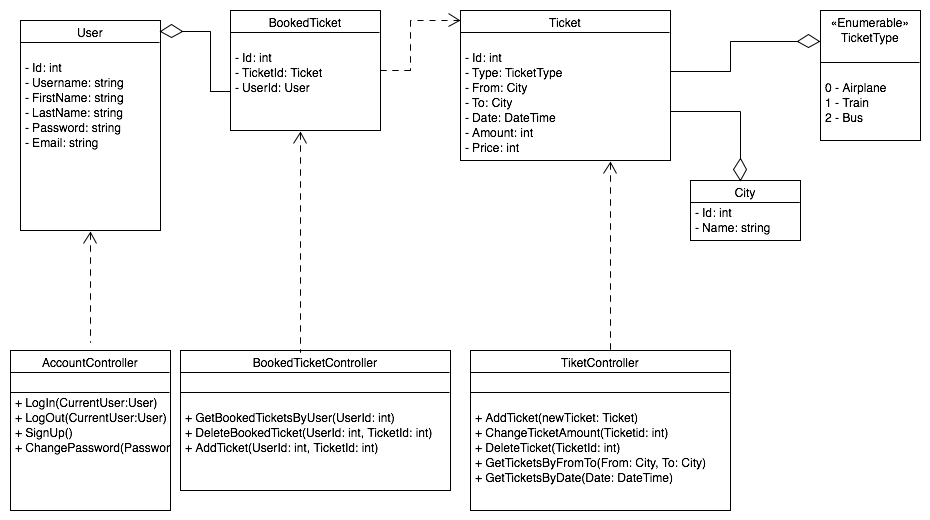 User
- Id: int
- Username: string
- FirstName: string
- LastName: string
- Password: string
- Email: string
BookedTicket
- Id: int
- TicketId: Ticket
- UserId: User
Ticket
- Id: int
- Type: TicketType
- From: City
- To: City
- Date: DateTime
- Amount: int
- Price: int
«Enumerable»
TicketType
0 - Airplane
1 - Train
2 - Bus
City
- Id: int
- Name: string
AccountController
+ LogIn(CurrentUser:User)
+ LogOut(CurrentUser:User)
+ SignUp()
+ ChangePassword(Passwor
BookedTicketController
+ GetBookedTicketsByUser(UserId: int)
+ DeleteBookedTicket(UserId: int, TicketId: int)
+ AddTicket(UserId: int, TicketId: int)
TiketController
+ AddTicket(newTicket: Ticket)
+ ChangeTicketAmount(Ticketid: int)
+ DeleteTicket(TicketId: int)
+ GetTicketsByFromTo(From: City, To: City)
+ GetTicketsByDate(Date: DateTime)